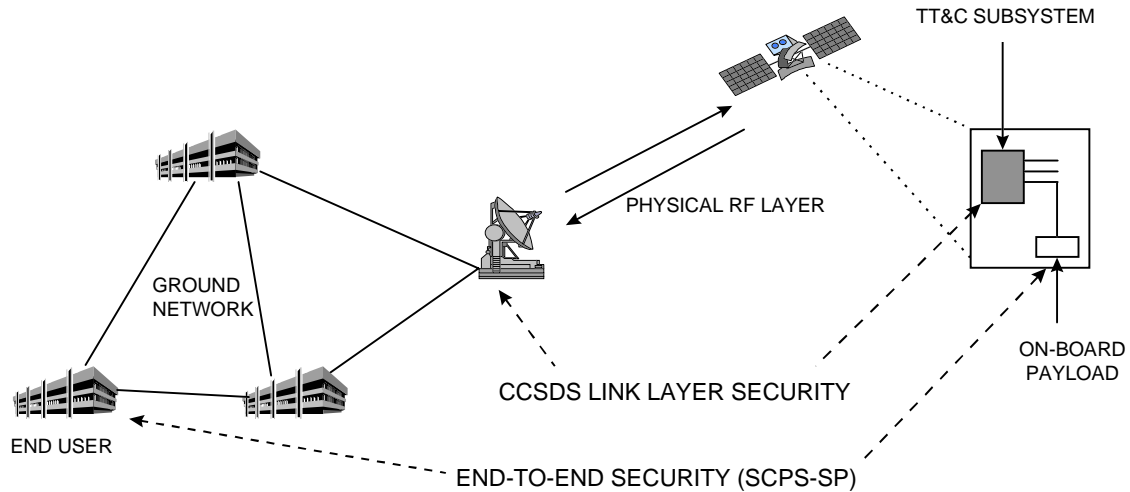 TT&C SUBSYSTEM
PHYSICAL RF LAYER
GROUND
NETWORK
ON-BOARD
PAYLOAD
CCSDS LINK LAYER SECURITY
END USER
END-TO-END SECURITY (SCPS-SP)